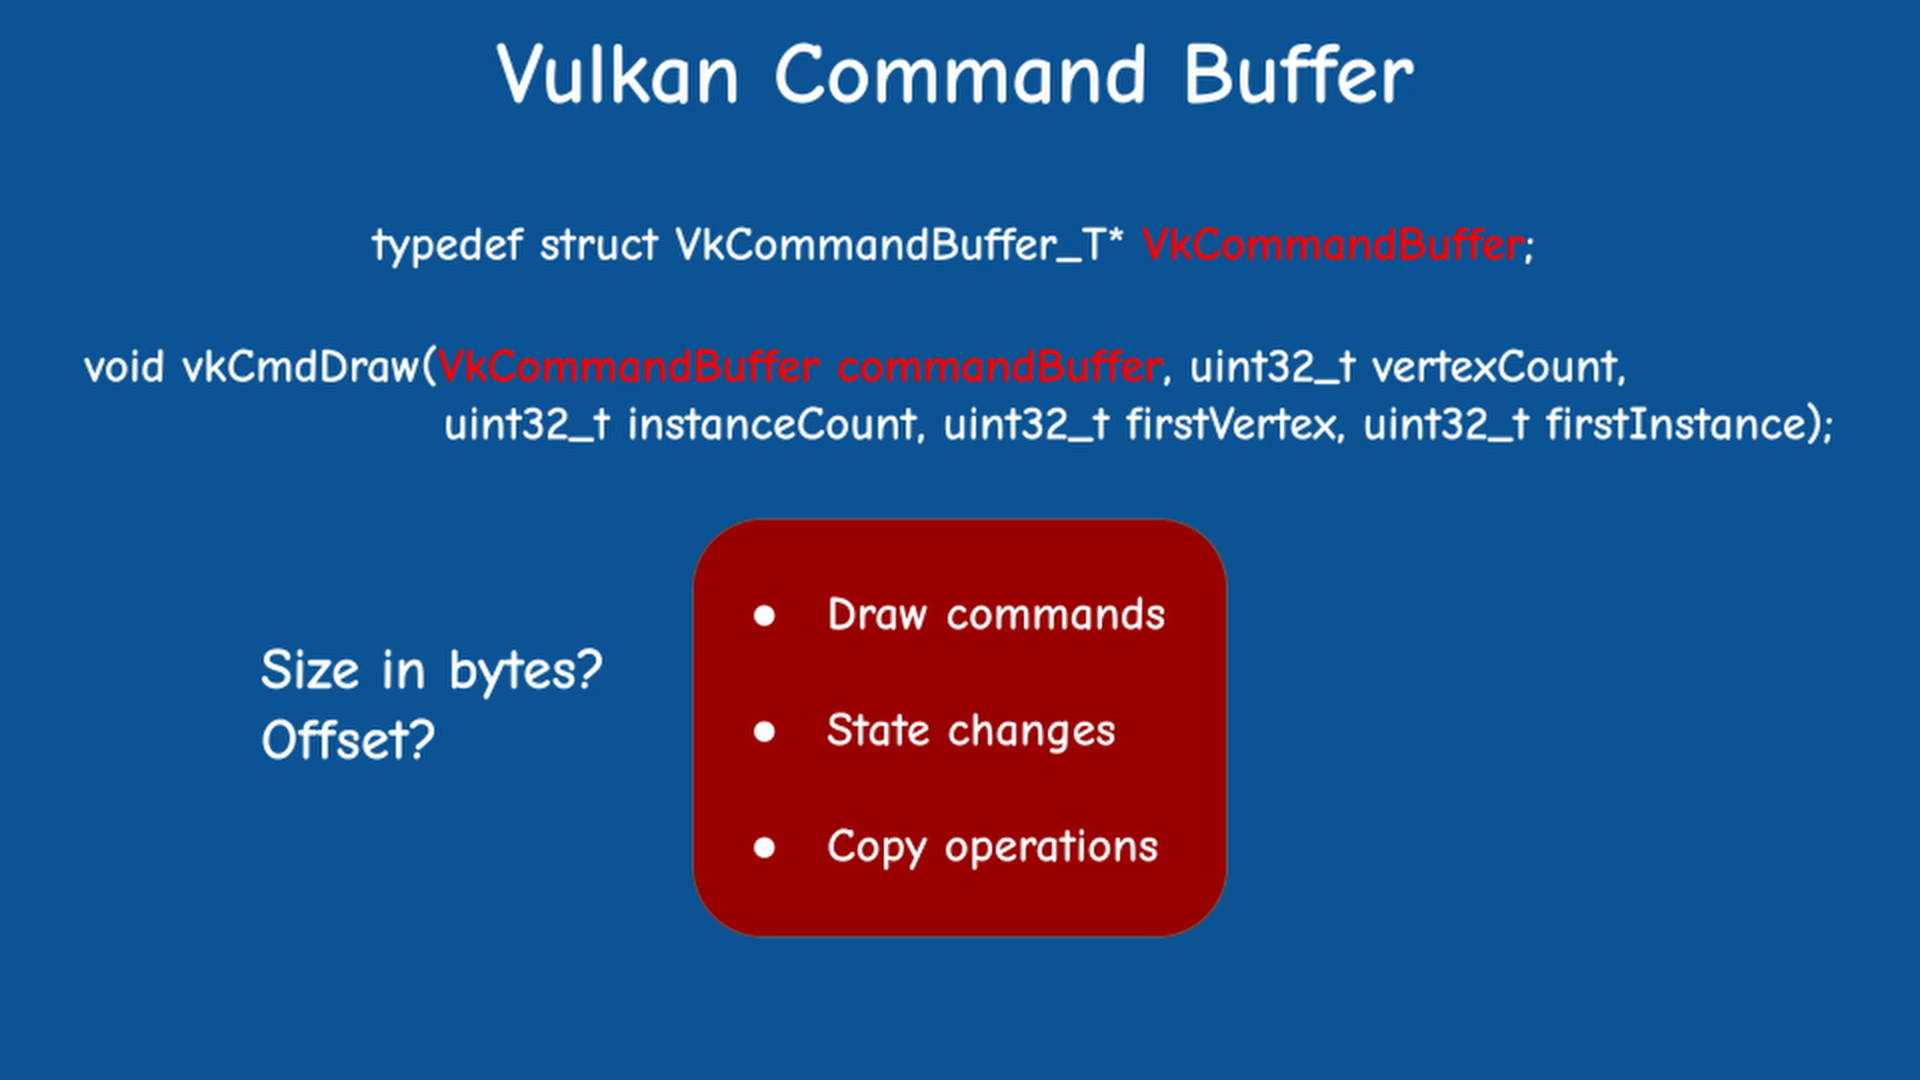 Vulkan Command Buffer
typedef struct VkCommandBuffer_T* VkCommandBuffer;
void vkCmdDraw(VkCommandBuffer commandBuffer, uint32_t vertexCount,
uint32_t instanceCount, uint32_t firstVertex, uint32_t firstInstance);
Size in bytes?
Offset?
● Draw commands
● State changes
● Copy operations